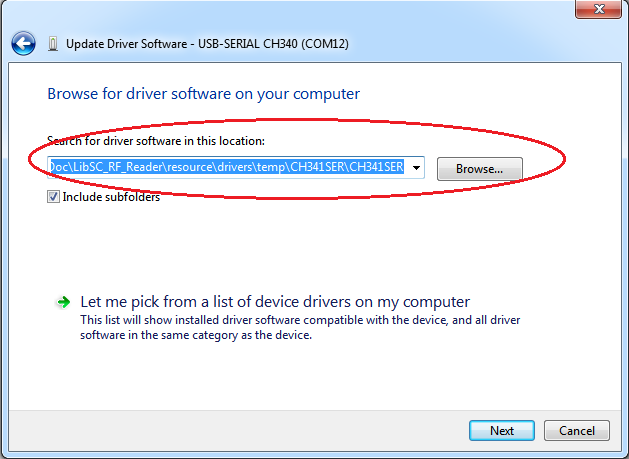 Update Driver Software - USB-SERIAL CH340 (COM12)
Browse for driver software on your computer
Search for driver software in this location:
Doc\LibSC_RF_Reader\resource\drivers\temp\CH341SER\CH341SER
Browse...
Include subfolders
Let me pick from a list of device drivers on my computer
This list will show installed driver software compatible with the device, and all driver
software in the same category as the device.
Next
Cancel